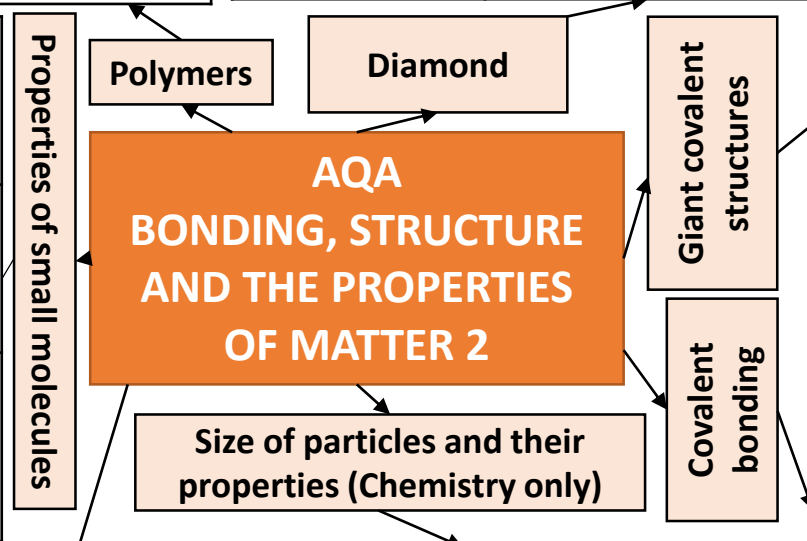 Properties of small molecules
Polymers
Diamond
Giant covalent
structures
AQA
BONDING, STRUCTURE
AND THE PROPERTIES
OF MATTER 2
Covalent
bonding
Size of particles and their
properties (Chemistry only)